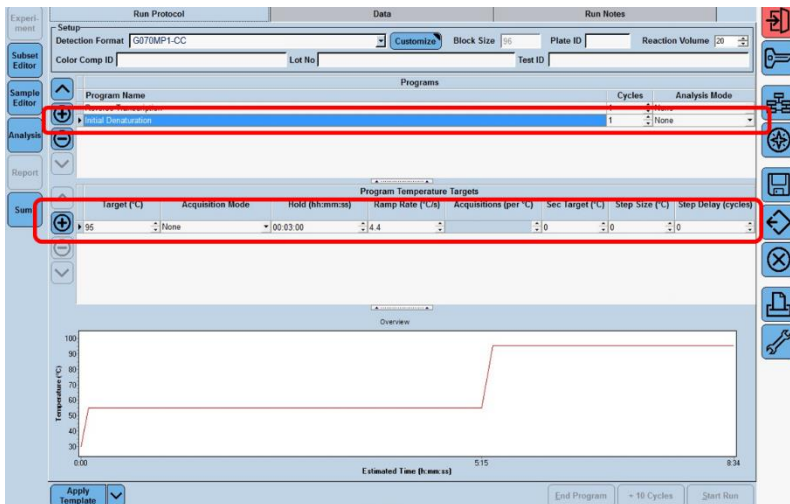 Experi-
ment
Run Protocol
Data
Run Notes
Setup
Detection Format G070MP1-CC
Customize
Block Size 96
Plate ID
Reaction Volume 20
Color Comp ID
Lot No
Test ID
Subset
Editor
Sample
Editor
Analysis
Report
Sum
Programs
Program Name Cycles Analysis Mode
Reverse Transcription 1 None
Initial Denaturation 1 None
Program Temperature Targets
Target (°C) Acquisition Mode Hold (hh:mm:ss) Ramp Rate (°C/s) Acquisitions (per °C) Sec Target (°C) Step Size (°C) Step Delay (cycles)
95 None 00:03:00 4.4 0 0 0
Overview
Temperature (°C)
100
90
80
70
60
50
40
30
0:00 5:15 8:34
Estimated Time (h:mm:ss)
Apply
Template
End Program
+ 10 Cycles
Start Run